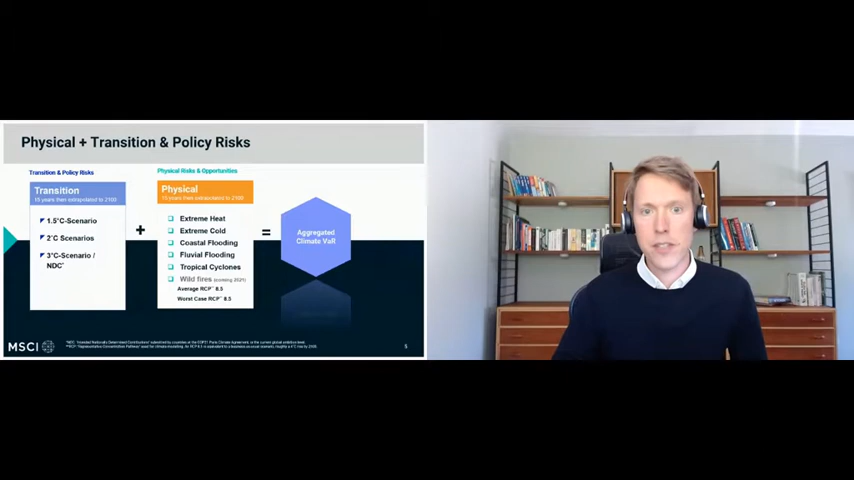 Physical + Transition & Policy Risks
Transition & Policy Risks
Transition
15 years then extrapolated to 2100
1.5°C-Scenario
2°C Scenarios
3°C-Scenario /
NDC*
+
Physical Risks & Opportunities
Physical
15 years then extrapolated to 2100
Extreme Heat
Extreme Cold
Coastal Flooding
Fluvial Flooding
Tropical Cyclones
Wild fires (coming 2021)
Average RCP** 8.5
Worst Case RCP** 8.5
=
Aggregated
Climate VaR
MSCI
5